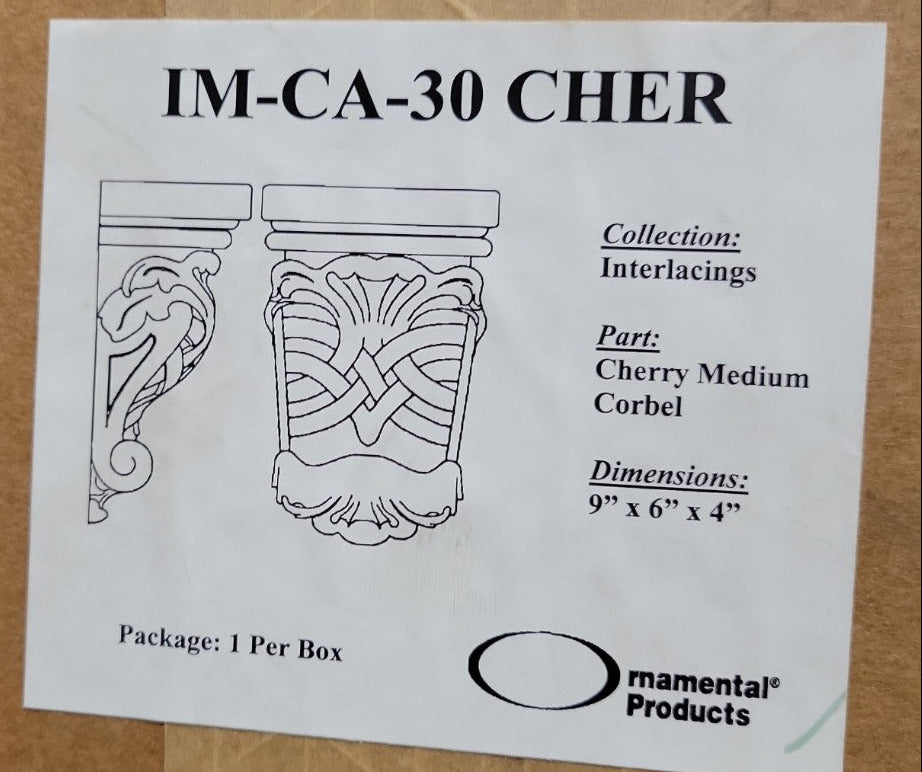 IM-CA-30 CHER
Collection:
Interlacings
Part:
Cherry Medium
Corbel
Dimensions:
9” x 6” x 4”
Package: 1 Per Box
Ornamental®
Products